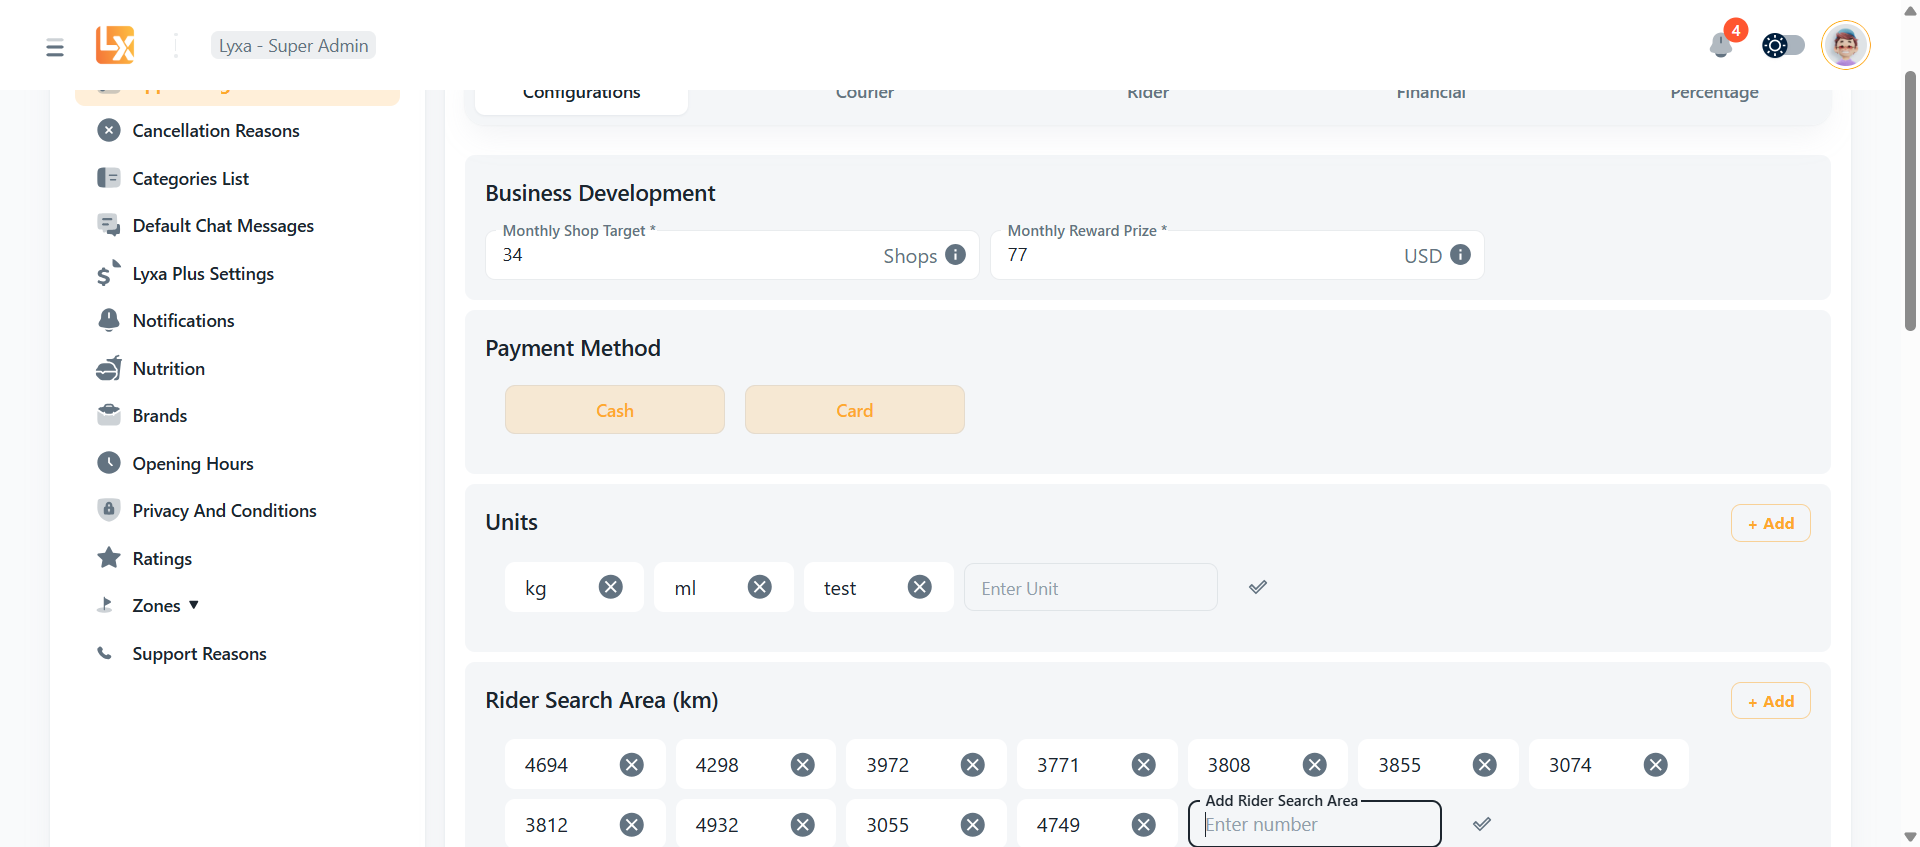 LX
Lyxa - Super Admin
4
Cancellation Reasons
Categories List
Default Chat Messages
Lyxa Plus Settings
Notifications
Nutrition
Brands
Opening Hours
Privacy And Conditions
Ratings
Zones
Support Reasons
Configurations
Courier
Rider
Financial
Percentage
Business Development
Monthly Shop Target *
34
Shops
Monthly Reward Prize *
77
USD
Payment Method
Cash
Card
Units
+ Add
kg
ml
test
Enter Unit
Rider Search Area (km)
+ Add
4694
4298
3972
3771
3808
3855
3074
3812
4932
3055
4749
Add Rider Search Area
Enter number